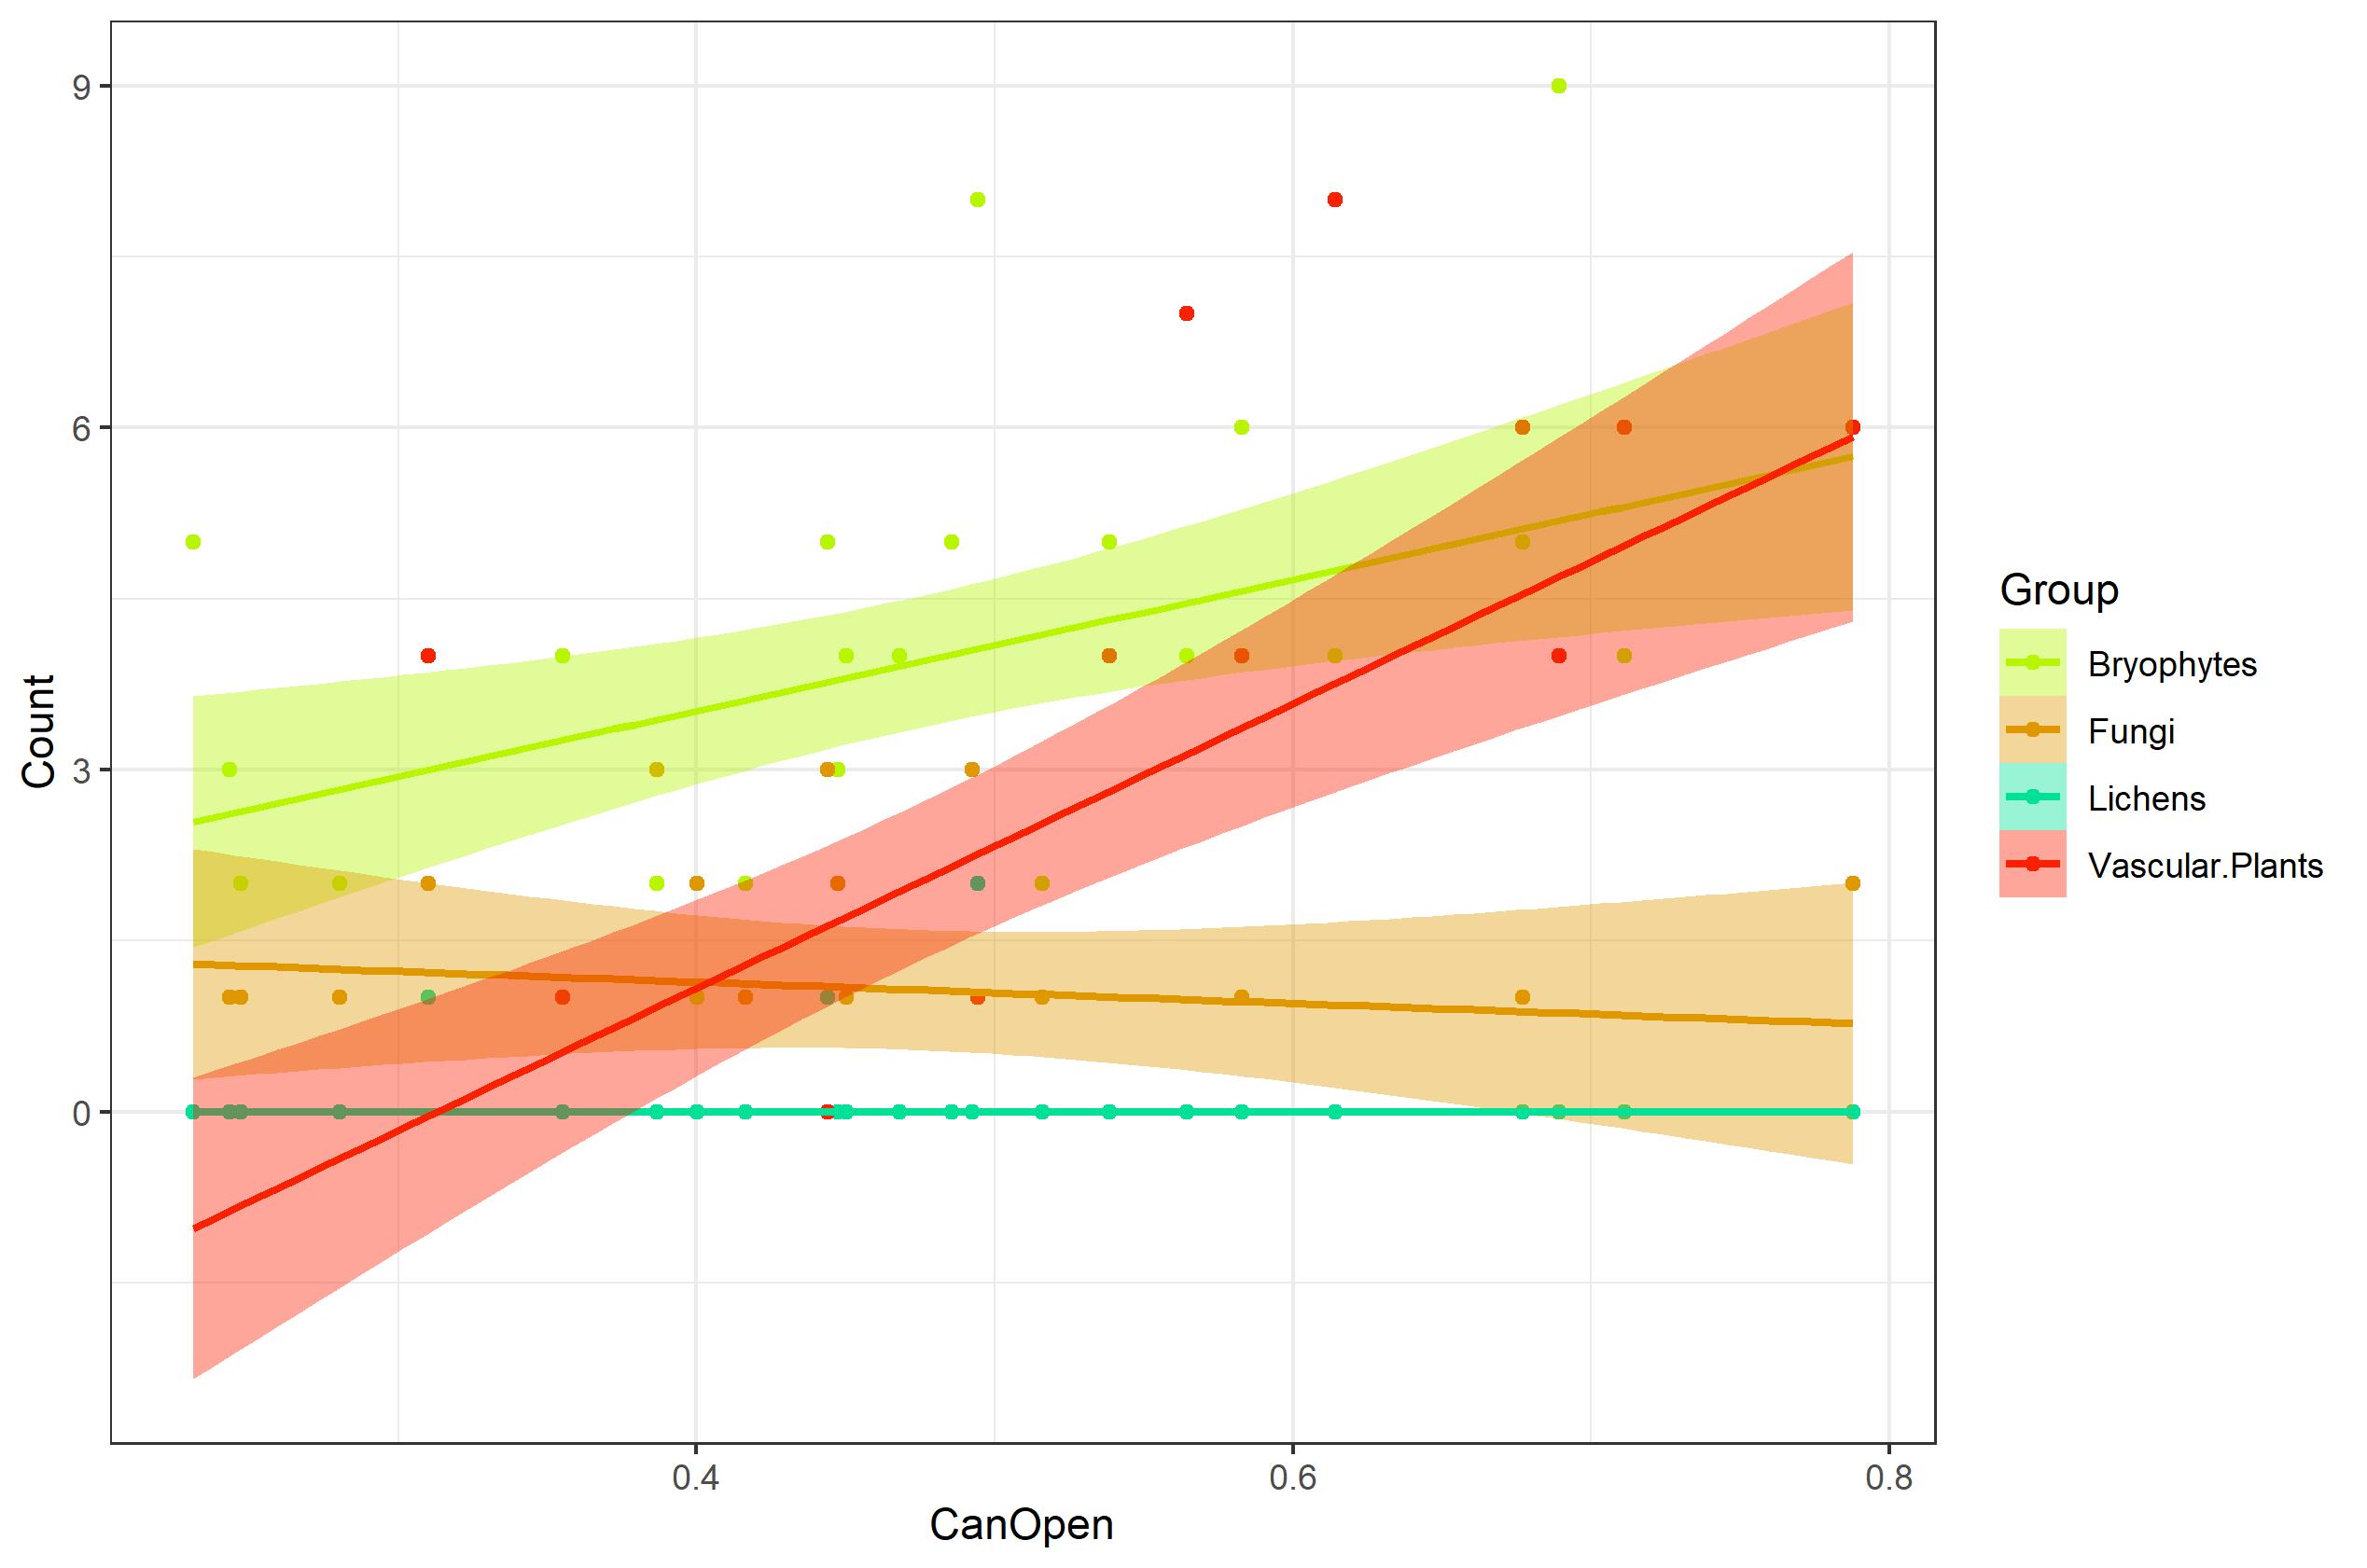 9
6
3
0
Count
0.4 0.6 0.8
CanOpen
Group
Bryophytes
Fungi
Lichens
Vascular.Plants